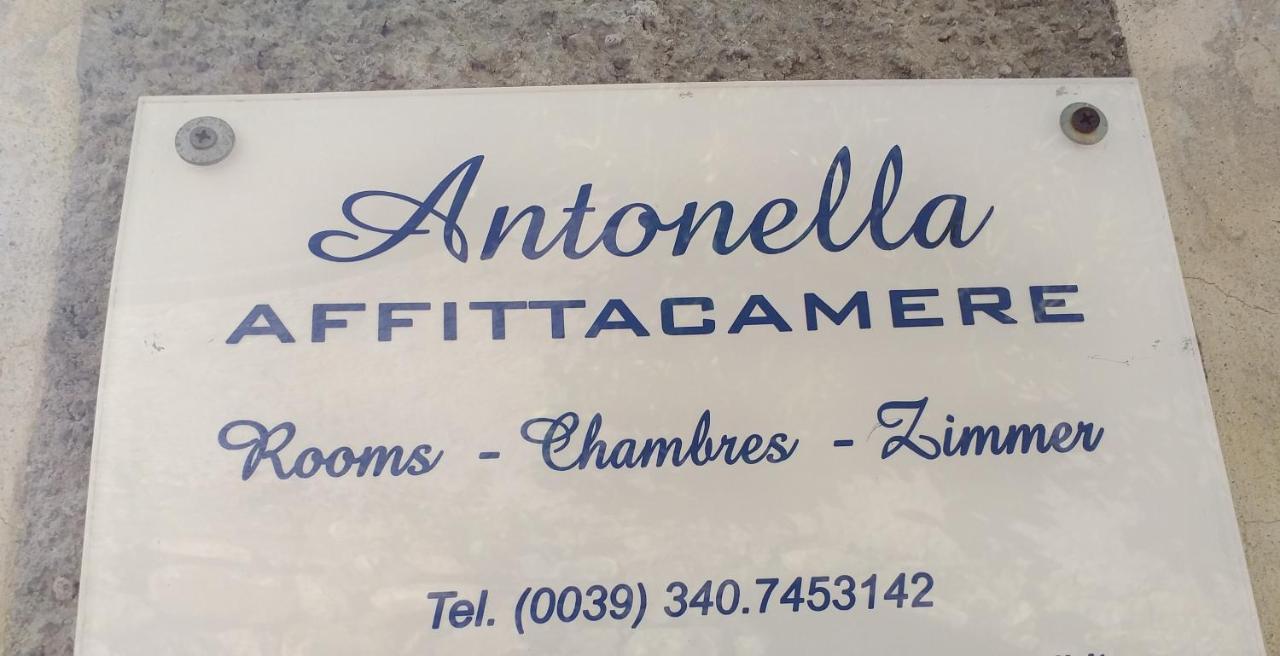 Antonella
AFFITTACAMERE
Rooms - Chambres - Zimmer
Tel. (0039) 340.7453142